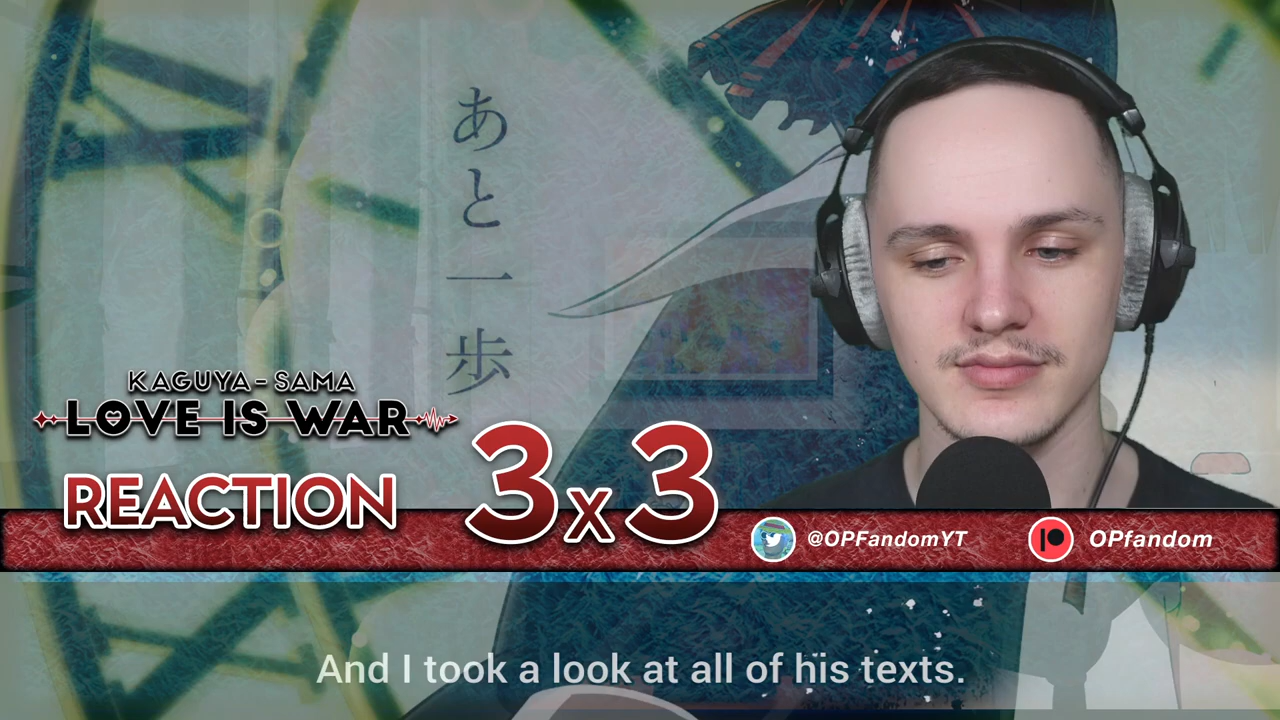 あと一歩
KAGUYA-SAMA
LOVE IS WAR
REACTION
3x3
@OPFandomYT
OPfandom
And I took a look at all of his texts.